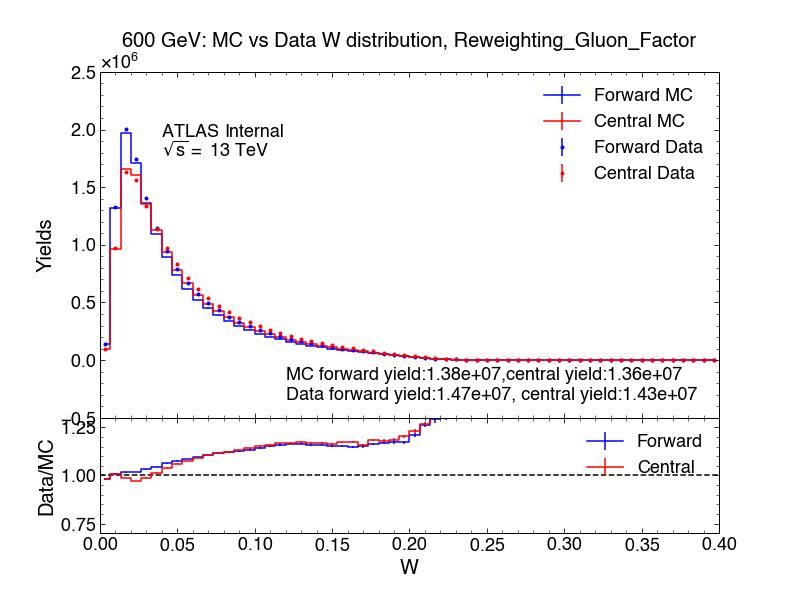 600 GeV: MC vs Data W distribution, Reweighting_Gluon_Factor
×10⁶
2.5
2.0
1.5
1.0
0.5
0.0
-0.5
Yields
ATLAS Internal
√s = 13 TeV
Forward MC
Central MC
Forward Data
Central Data
MC forward yield:1.38e+07,central yield:1.36e+07
Data forward yield:1.47e+07, central yield:1.43e+07
1.25
1.00
0.75
Data/MC
Forward
Central
0.00 0.05 0.10 0.15 0.20 0.25 0.30 0.35 0.40
W